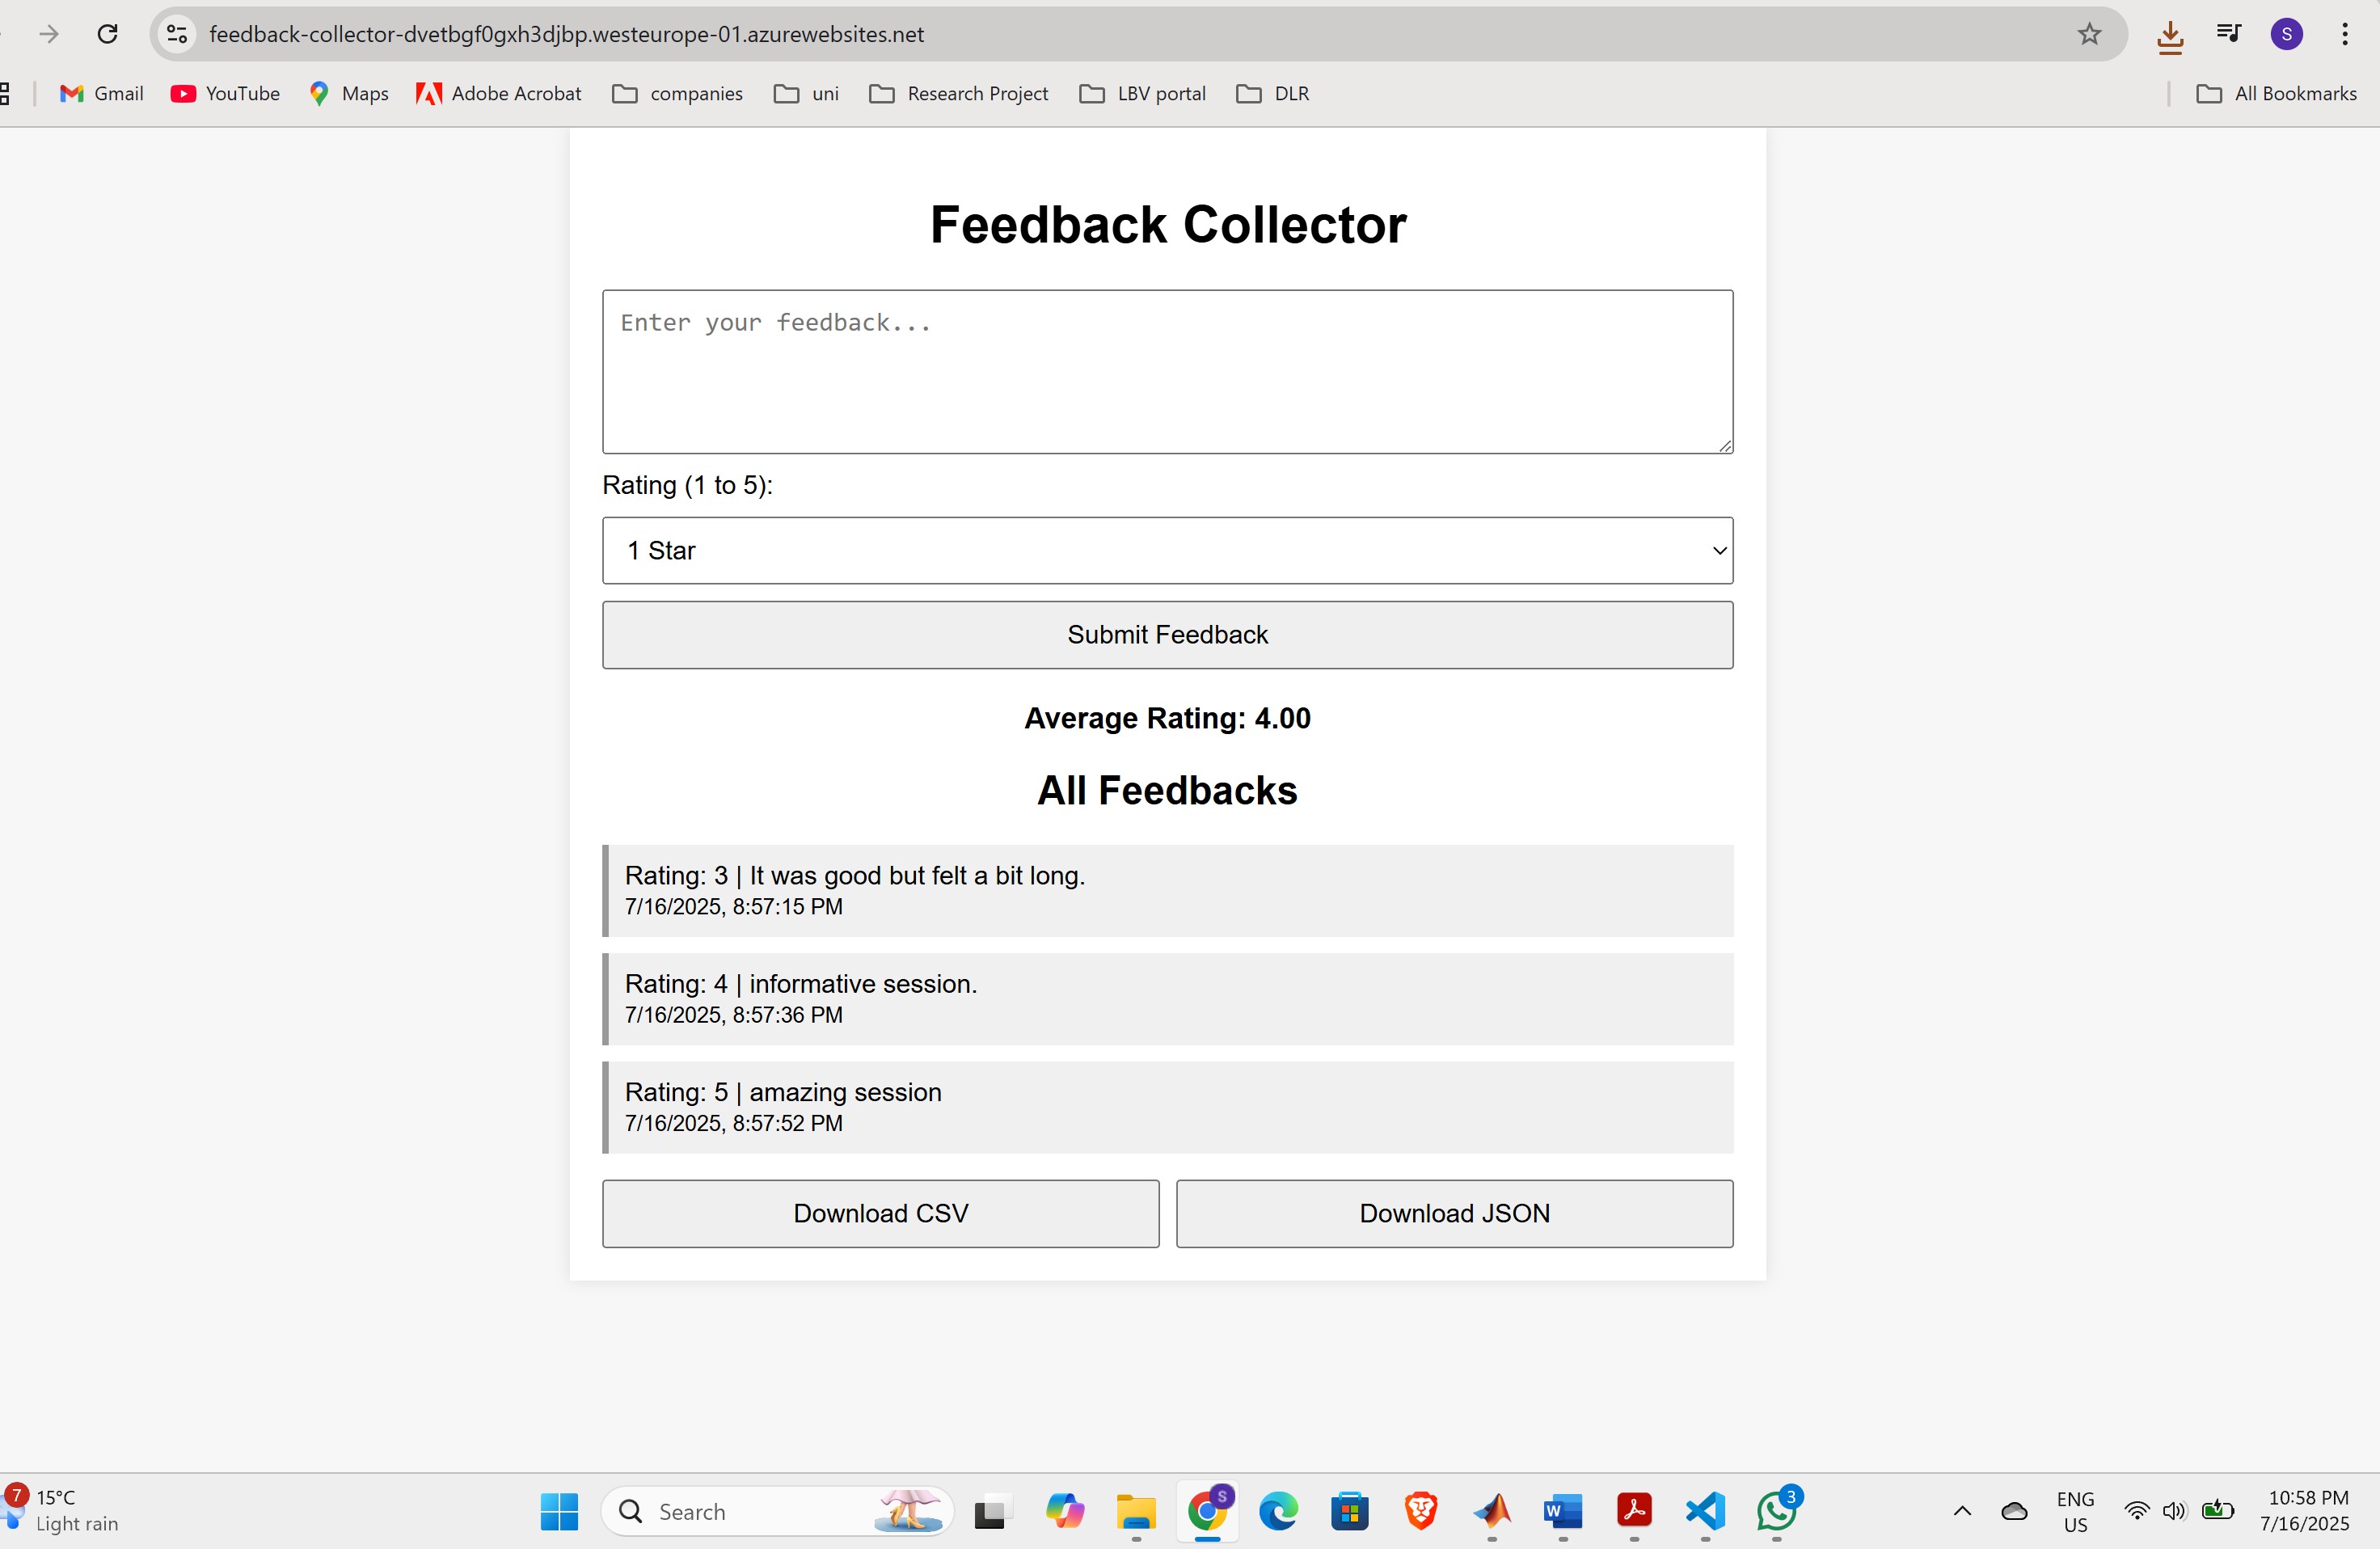 feedback-collector-dvetbgf0gxh3djbp.westeurope-01.azurewebsites.net
S
Gmail
YouTube
Maps
Adobe Acrobat
companies
uni
Research Project
LBV portal
DLR
All Bookmarks
Feedback Collector
Enter your feedback...
Rating (1 to 5):
1 Star
Submit Feedback
Average Rating: 4.00
All Feedbacks
Rating: 3 | It was good but felt a bit long.
7/16/2025, 8:57:15 PM
Rating: 4 | informative session.
7/16/2025, 8:57:36 PM
Rating: 5 | amazing session
7/16/2025, 8:57:52 PM
Download CSV
Download JSON
7
15°C
Light rain
Search
S
W
3
ENG
US
10:58 PM
7/16/2025